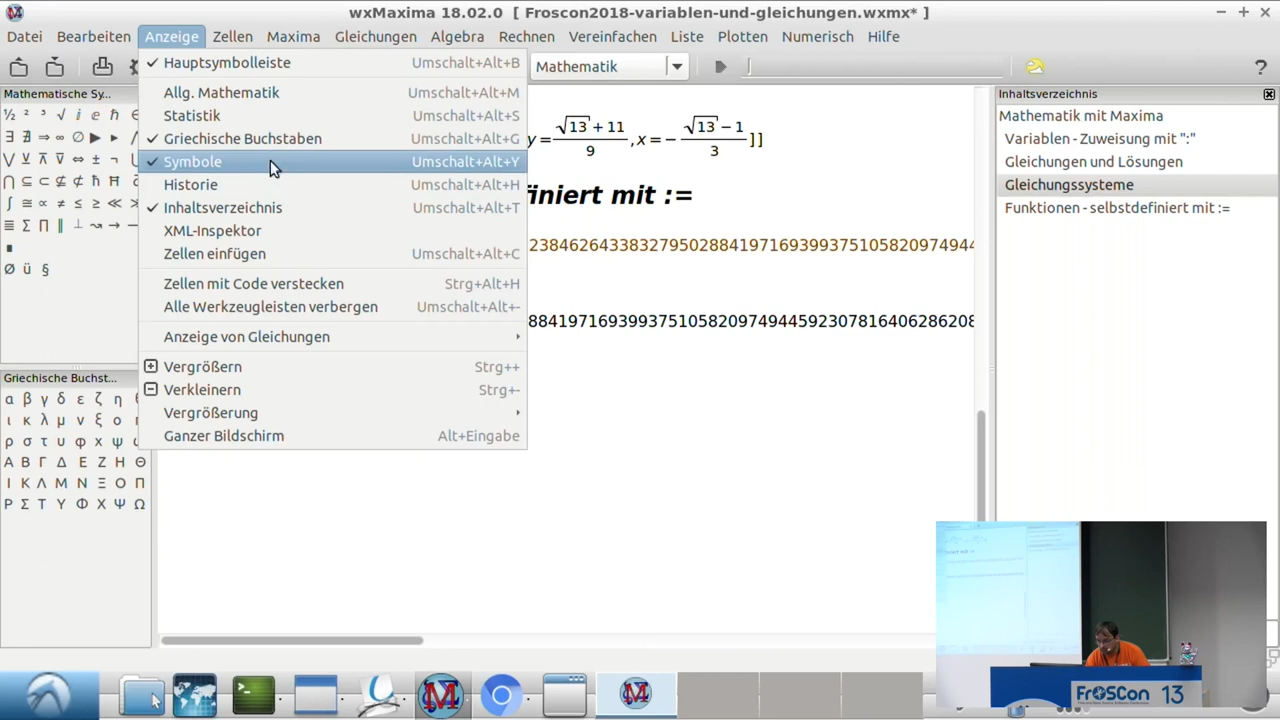 wxMaxima 18.02.0 [ Froscon2018-variablen-und-gleichungen.wxmx* ]
Datei Bearbeiten Anzeige Zellen Maxima Gleichungen Algebra Rechnen Vereinfachen Liste Plotten Numerisch Hilfe
Mathematik
Hauptsymbolleiste Umschalt+Alt+B
Allg. Mathematik Umschalt+Alt+M
Statistik Umschalt+Alt+S
Griechische Buchstaben Umschalt+Alt+G
Symbole Umschalt+Alt+Y
Historie Umschalt+Alt+H
Inhaltsverzeichnis Umschalt+Alt+T
XML-Inspektor
Zellen einfügen Umschalt+Alt+C
Zellen mit Code verstecken Strg+Alt+H
Alle Werkzeugleisten verbergen Umschalt+Alt+-
Anzeige von Gleichungen
Vergrößern Strg++
Verkleinern Strg+-
Vergrößerung
Ganzer Bildschirm Alt+Eingabe
Mathematische Sy...
½ ² ³ √ ⅈ ⅇ ℏ
∃ ∄ ⇒ ∞ ∅ ▶ ▸
⋁ ⊻ ⊼ ⊽ ⇔ ± ¬
⋂ ⊆ ⊂ ⊈ ⊄ ħ Ħ
∫ ≅ ∝ ≠ ≤ ≥ ≪ ≫
≣ ∑ ∏ ∥ ⟂ ↝ → —
∎
Ø ü §
Griechische Buchst...
α β γ δ ε ζ η
ι κ λ μ ν ξ ο
ρ σ τ υ φ χ ψ
Α Β Γ Δ Ε Ζ Η Θ
Ι Κ Λ Μ Ν Ξ Ο Π
Ρ Σ Τ Υ Φ Χ Ψ Ω
y=(√13+11)/9,x=-(√13-1)/3]]
finiert mit :=
23846264338327950288419716939937510582097494
884197169399375105820974944592307816406286208
Inhaltsverzeichnis
Mathematik mit Maxima
Variablen - Zuweisung mit ":"
Gleichungen und Lösungen
Gleichungssysteme
Funktionen - selbstdefiniert mit :=
FrOSCon 13